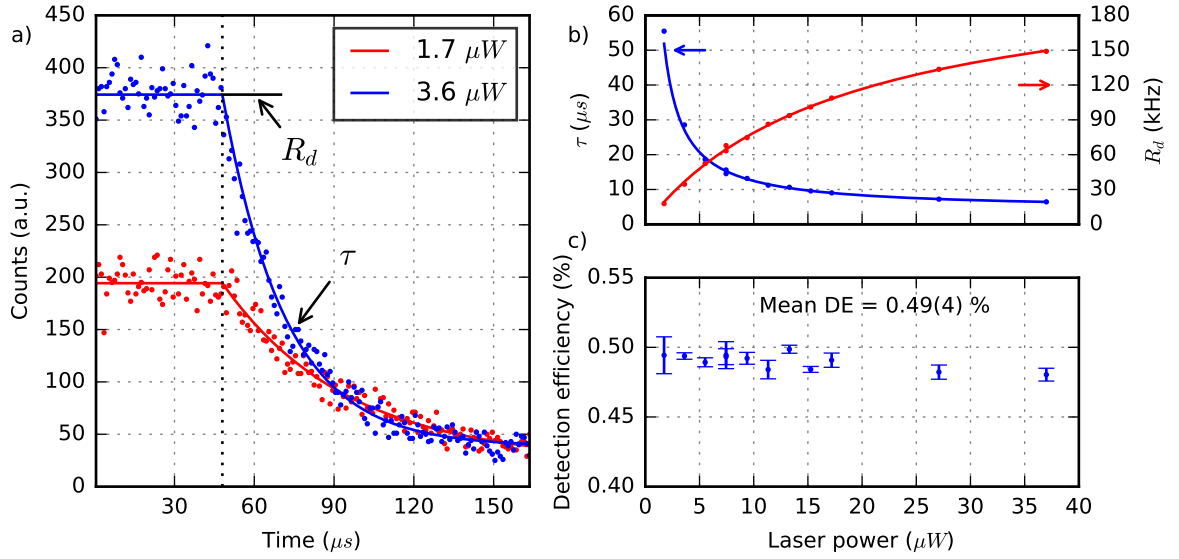 a)
450
400
350
300
250
200
150
100
50
0
Counts (a.u.)
1.7 μW
3.6 μW
R_d
τ
30 60 90 120 150
Time (μs)
b)
60
50
40
30
20
10
0
τ (μs)
180
150
120
90
60
30
0
R_d (kHz)
c)
0.55
0.50
0.45
0.40
Detection efficiency (%)
Mean DE = 0.49(4) %
0 5 10 15 20 25 30 35 40
Laser power (μW)